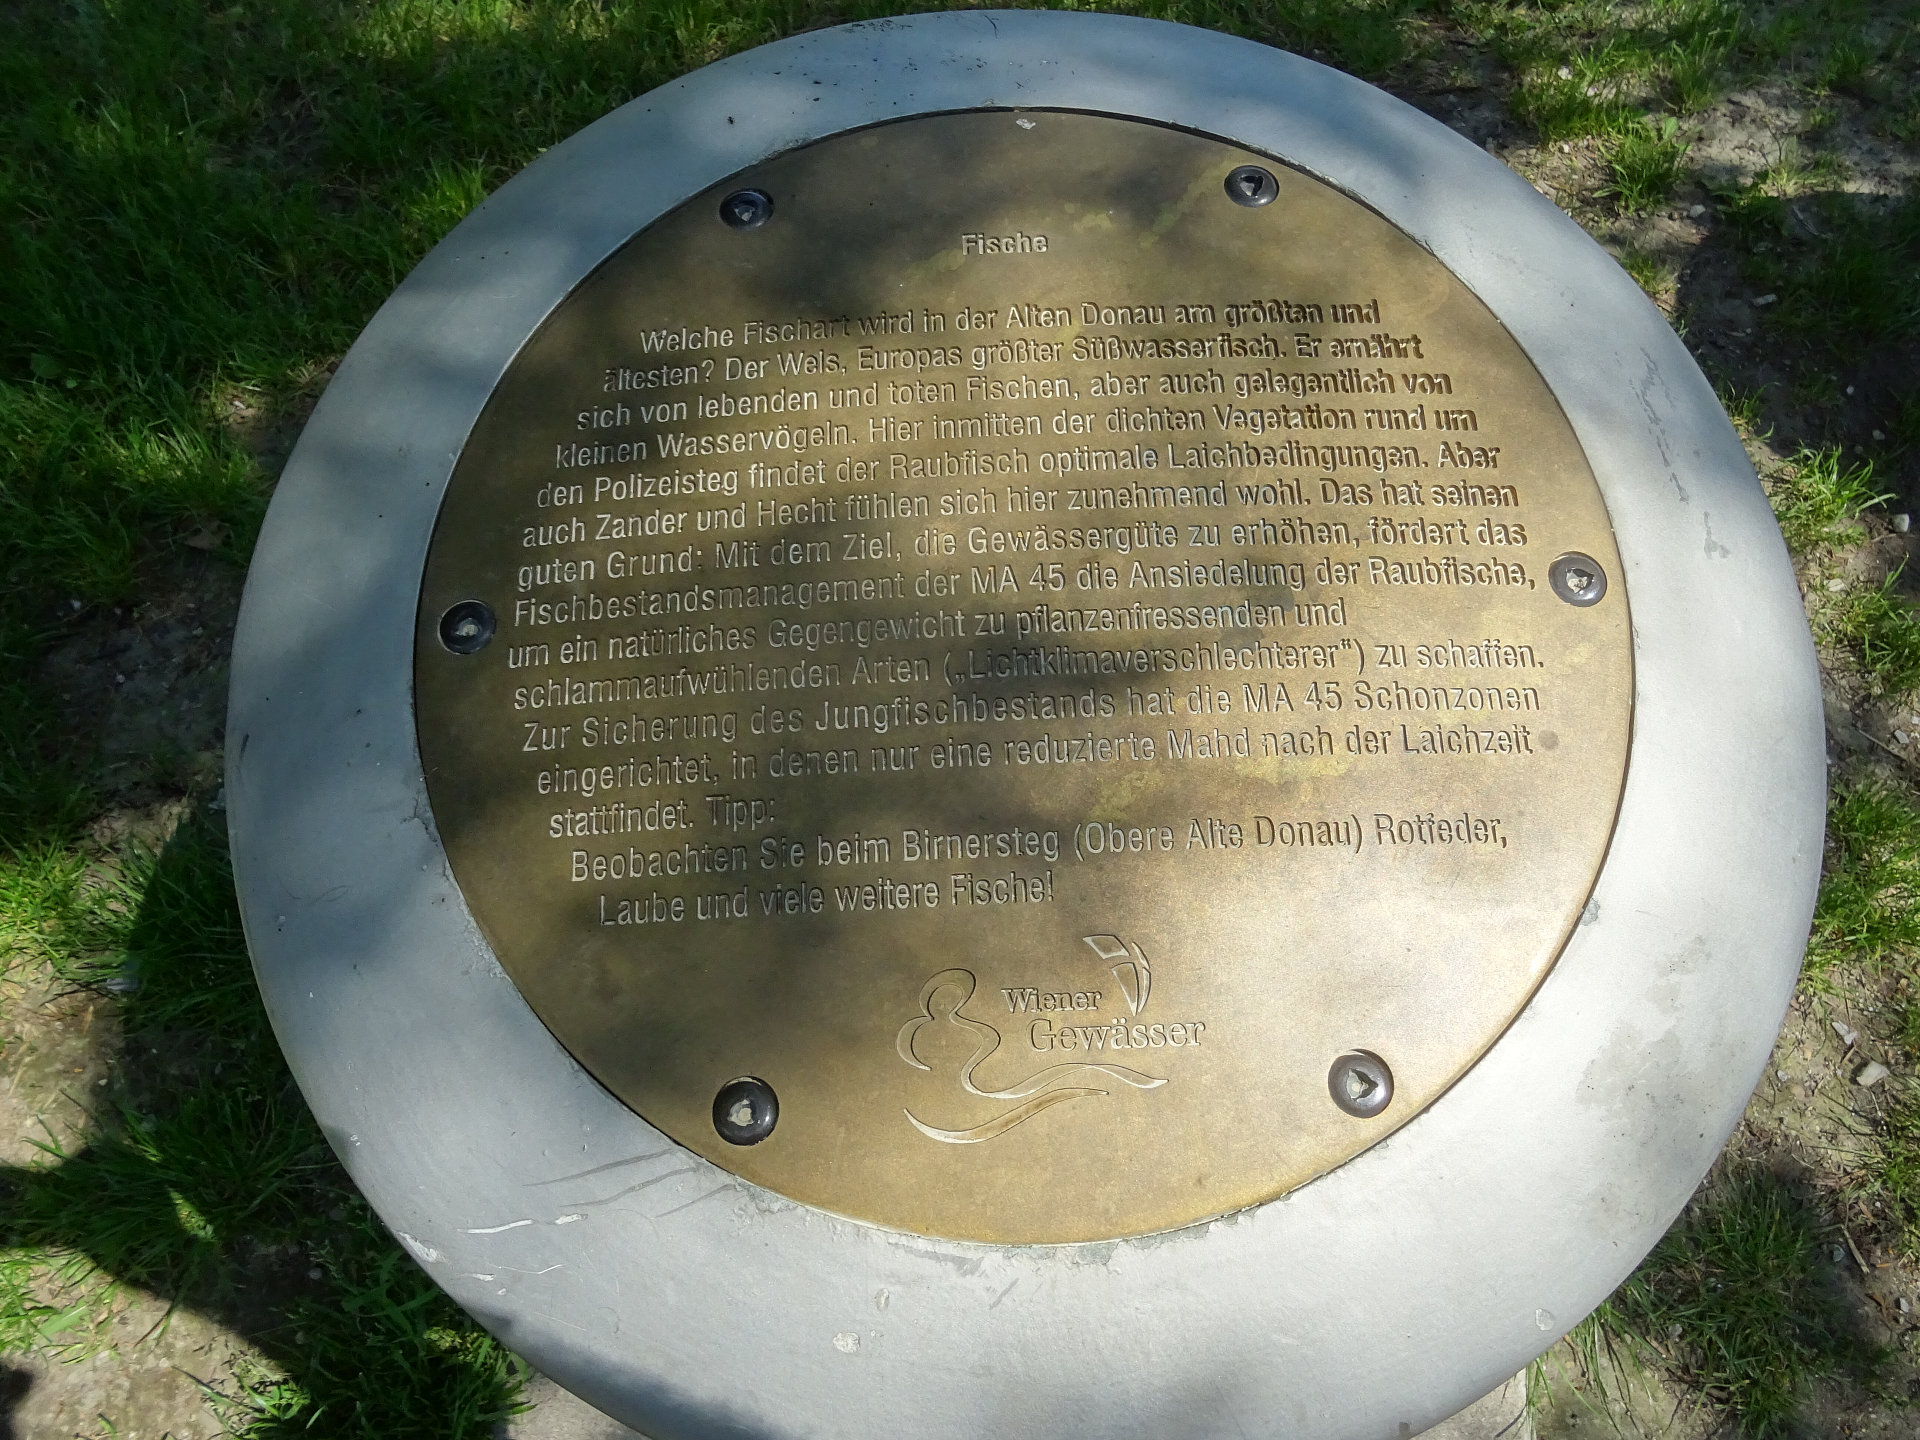 Fische
Welche Fischart wird in der Alten Donau am größten und
ältesten? Der Wels, Europas größter Süßwasserfisch. Er ernährt
sich von lebenden und toten Fischen, aber auch gelegentlich von
kleinen Wasservögeln. Hier inmitten der dichten Vegetation rund um
den Polizeisteg findet der Raubfisch optimale Laichbedingungen. Aber
auch Zander und Hecht fühlen sich hier zunehmend wohl. Das hat seinen
guten Grund: Mit dem Ziel, die Gewässergüte zu erhöhen, fördert das
Fischbestandsmanagement der MA 45 die Ansiedelung der Raubfische,
um ein natürliches Gegengewicht zu pflanzenfressenden und
schlammaufwühlenden Arten („Lichtklimaverschlechterer“) zu schaffen.
Zur Sicherung des Jungfischbestands hat die MA 45 Schonzonen
eingerichtet, in denen nur eine reduzierte Mahd nach der Laichzeit
stattfindet. Tipp:
Beobachten Sie beim Birnersteg (Obere Alte Donau) Rotfeder,
Laube und viele weitere Fische!
Wiener
Gewässer